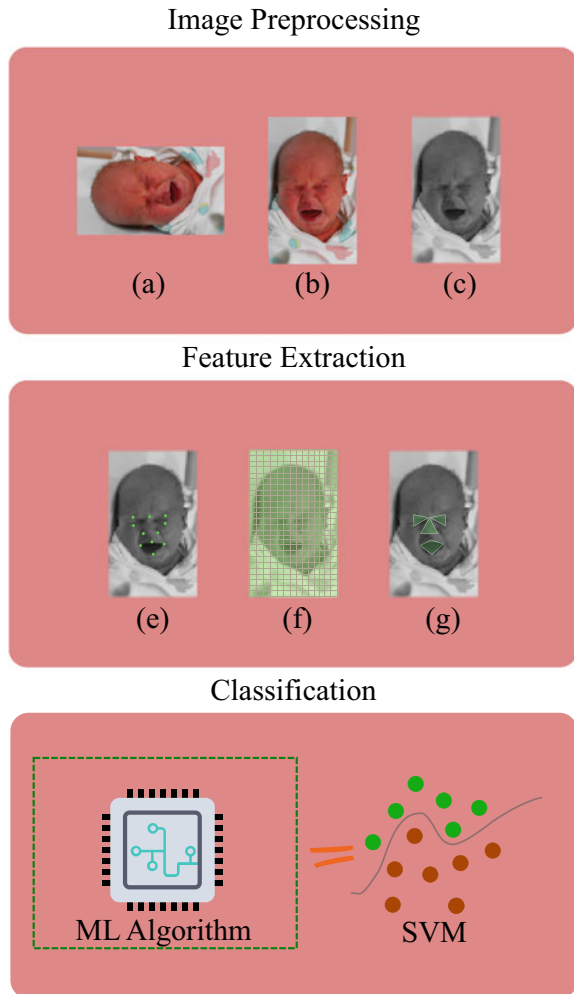 Image Preprocessing
(a) (b) (c)
Feature Extraction
(e) (f) (g)
Classification
ML Algorithm SVM